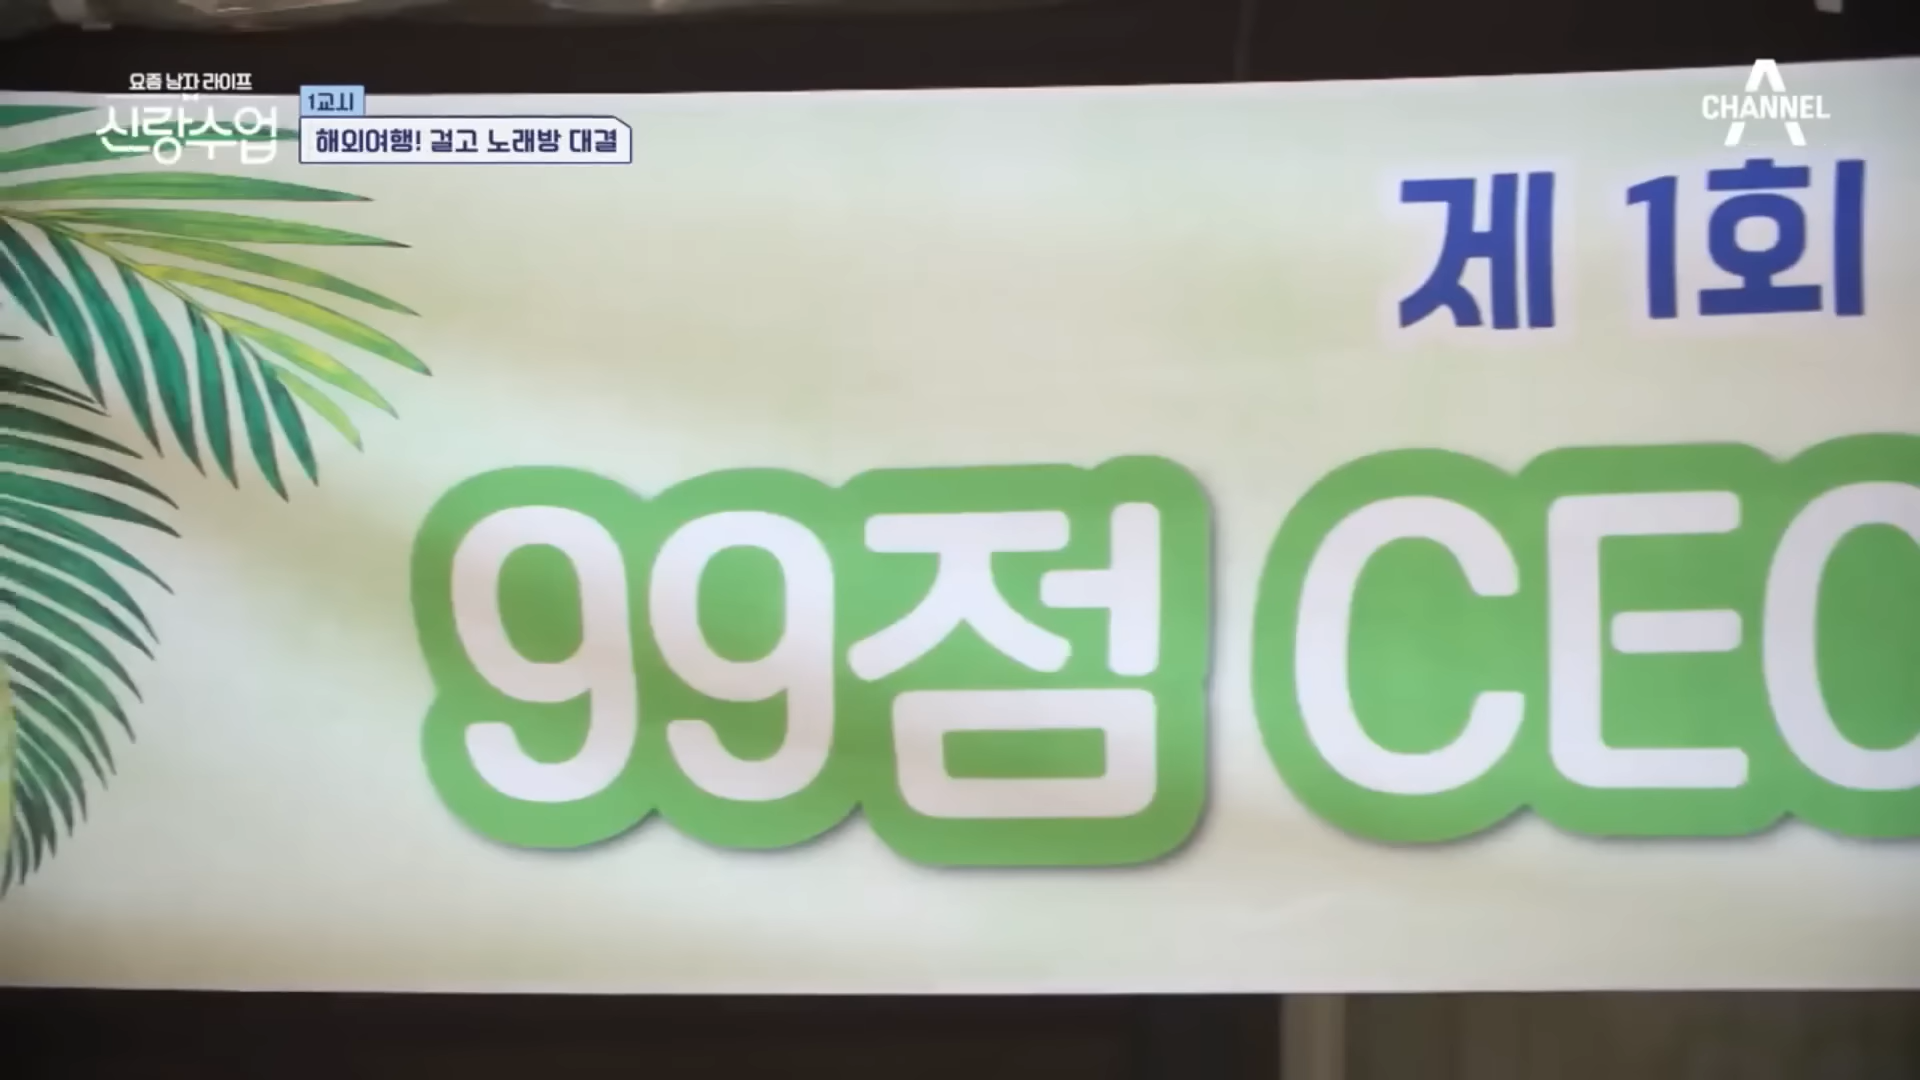 요즘 남자 라이프
신랑수업
1교시
해외여행! 걸고 노래방 대결
CHANNEL A
제 1회
99점 CEO